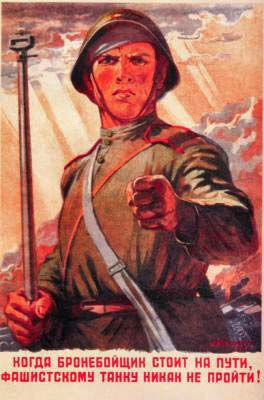 КОГДА БРОНЕБОЙЩИК СТОИТ НА ПУТИ,
ФАШИСТСКОМУ ТАНКУ НИКАК НЕ ПРОЙТИ!